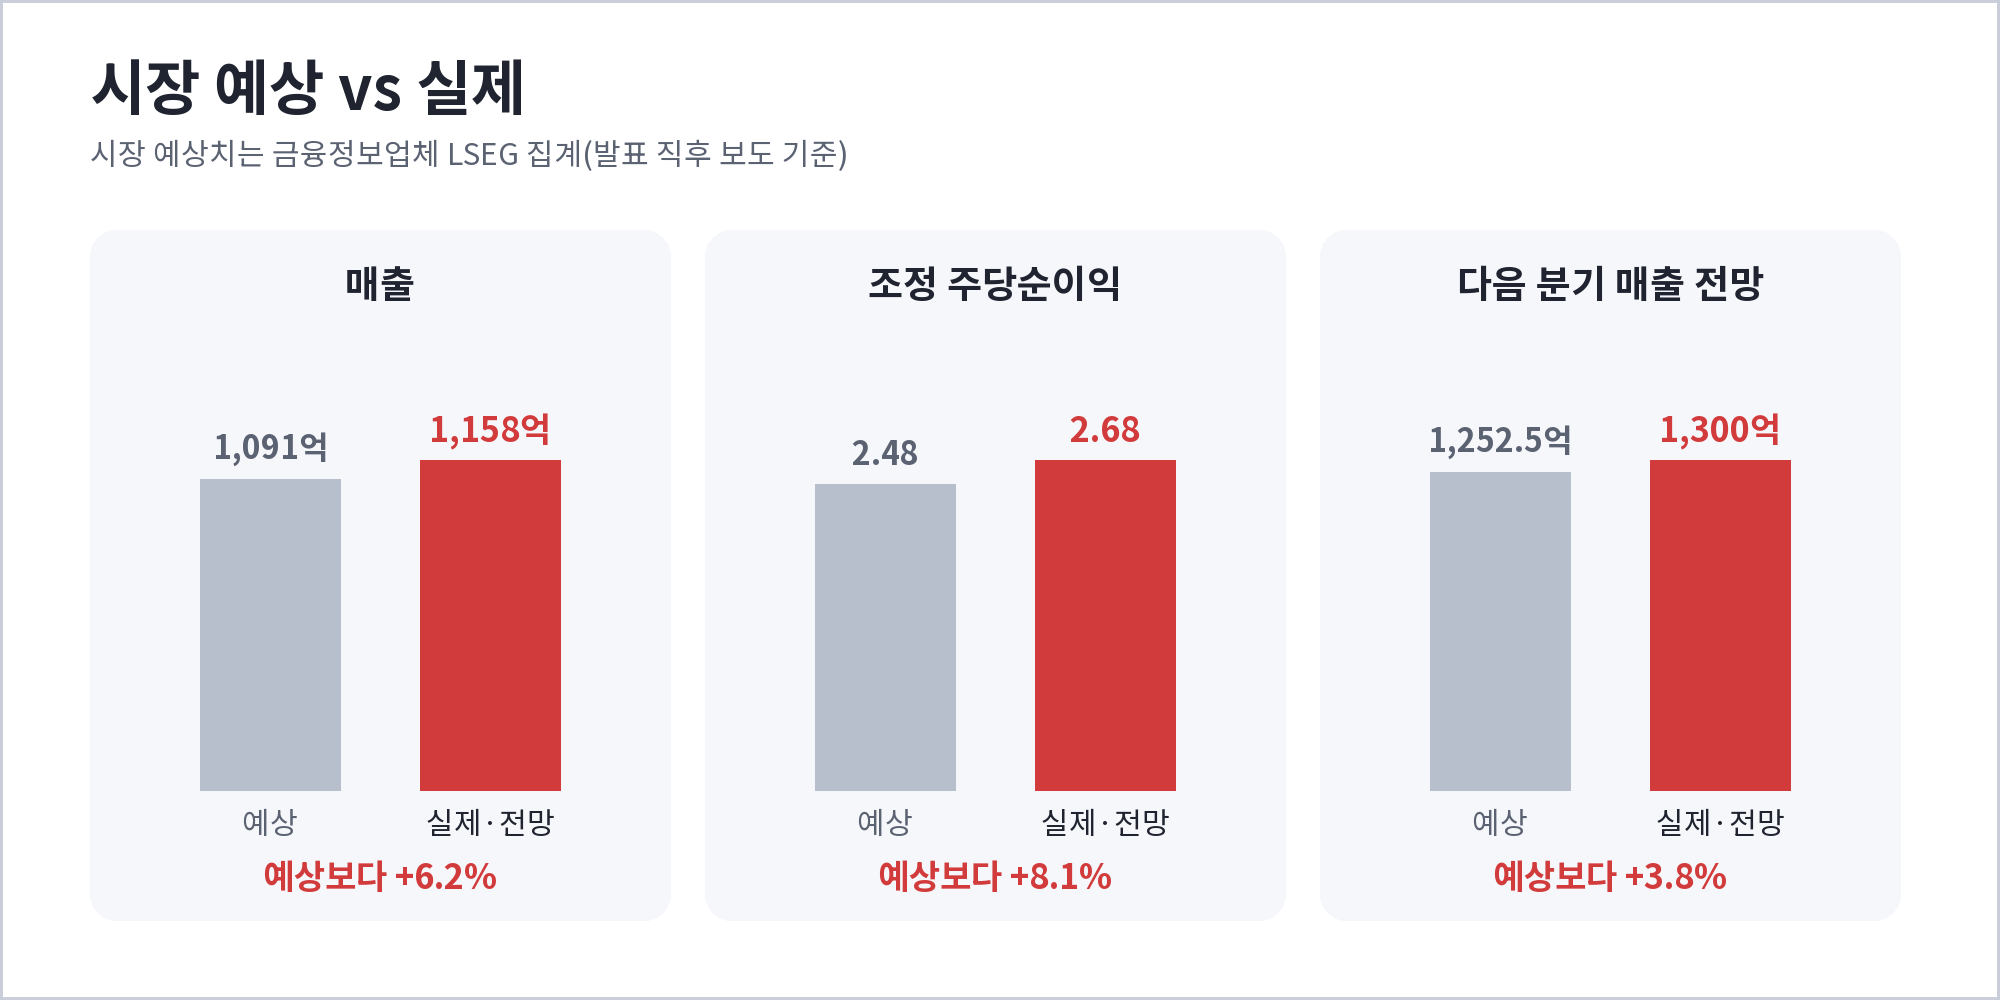 시장 예상 vs 실제
시장 예상치는 금융정보업체 LSEG 집계(발표 직후 보도 기준)
매출
1,091억
1,158억
예상
실제·전망
예상보다 +6.2%
조정 주당순이익
2.48
2.68
예상
실제·전망
예상보다 +8.1%
다음 분기 매출 전망
1,252.5억
1,300억
예상
실제·전망
예상보다 +3.8%